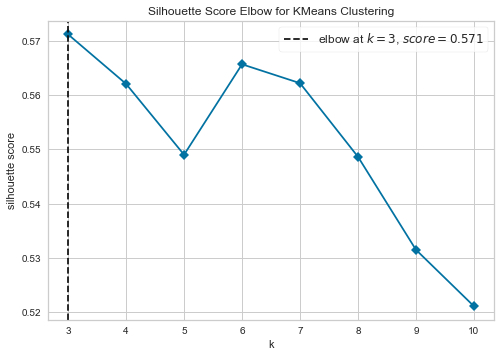 Silhouette Score Elbow for KMeans Clustering
elbow at k = 3, score = 0.571
0.57
0.56
0.55
0.54
0.53
0.52
silhouette score
3 4 5 6 7 8 9 10
k